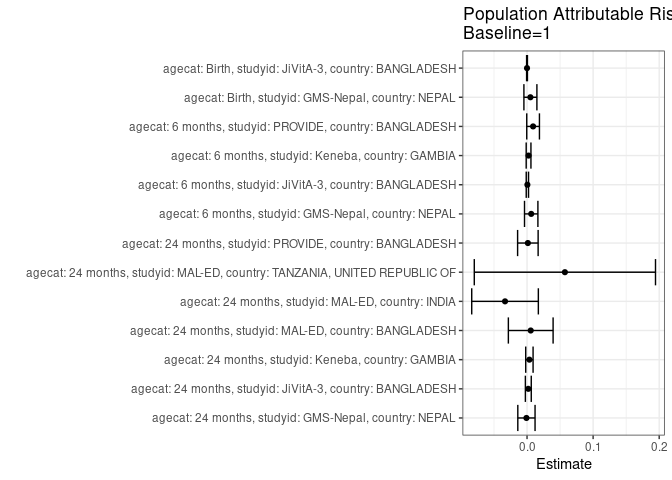 Population Attributable Ris
Baseline=1
agecat: Birth, studyid: JiVitA-3, country: BANGLADESH
agecat: Birth, studyid: GMS-Nepal, country: NEPAL
agecat: 6 months, studyid: PROVIDE, country: BANGLADESH
agecat: 6 months, studyid: Keneba, country: GAMBIA
agecat: 6 months, studyid: JiVitA-3, country: BANGLADESH
agecat: 6 months, studyid: GMS-Nepal, country: NEPAL
agecat: 24 months, studyid: PROVIDE, country: BANGLADESH
agecat: 24 months, studyid: MAL-ED, country: TANZANIA, UNITED REPUBLIC OF
agecat: 24 months, studyid: MAL-ED, country: INDIA
agecat: 24 months, studyid: MAL-ED, country: BANGLADESH
agecat: 24 months, studyid: Keneba, country: GAMBIA
agecat: 24 months, studyid: JiVitA-3, country: BANGLADESH
agecat: 24 months, studyid: GMS-Nepal, country: NEPAL
0.0 0.1 0.2
Estimate